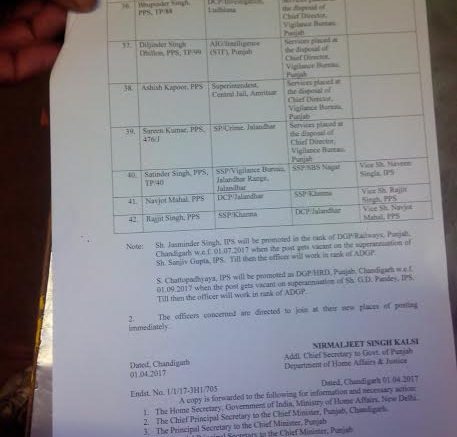 36. Bhupinder Singh, PPS, TP/88 DCP/Investigation, Ludhiana Services placed at the disposal of Chief Director, Vigilance Bureau, Punjab
37. Diljinder Singh Dhillon, PPS, TP/99 AIG/Intelligence (STF), Punjab Services placed at the disposal of Chief Director, Vigilance Bureau, Punjab
38. Ashish Kapoor, PPS Superintendent, Central Jail, Amritsar Services placed at the disposal of Chief Director, Vigilance Bureau, Punjab
39. Sareen Kumar, PPS, 476/J SP/Crime, Jalandhar Services placed at the disposal of Chief Director, Vigilance Bureau, Punjab
40. Satinder Singh, PPS, TP/40 SSP/Vigilance Bureau, Jalandhar Range, Jalandhar SSP/SBS Nagar Vice Sh. Naveen Singla, IPS
41. Navjot Mahal, PPS DCP/Jalandhar SSP/Khanna Vice Sh. Rajjit Singh, PPS
42. Rajjit Singh, PPS SSP/Khanna DCP/Jalandhar Vice Sh. Navjot Mahal, PPS
Note: Sh. Jasminder Singh, IPS will be promoted in the rank of DGP/Railways, Punjab,
Chandigarh w.e.f. 01.07.2017 when the post gets vacant on the superannuation of
Sh. Sanjiv Gupta, IPS. Till then the officer will work in rank of ADGP.
S. Chattopadhyaya, IPS will be promoted as DGP/HRD, Punjab, Chandigarh w.e.f.
01.09.2017 when the post gets vacant on superannuation of Sh. G.D. Pandey, IPS.
Till then the officer will work in rank of ADGP.
2. The officers concerned are directed to join at their new places of posting
immediately.
NIRMALJEET SINGH KALSI
Addl. Chief Secretary to Govt. of Punjab
Department of Home Affairs & Justice
Dated, Chandigarh
01.04.2017
Endst. No. 1/1/17-3H1/705 Dated, Chandigarh 01.04.2017
A copy is forwarded to the following for information and necessary action:
1. The Home Secretary, Government of India, Ministry of Home Affairs, New Delhi.
2. The Chief Principal Secretary to the Chief Minister, Punjab, Chandigarh.
3. The Principal Secretary to the Chief Minister, Punjab
Principal Secretary to the Chief Minister, Punjab